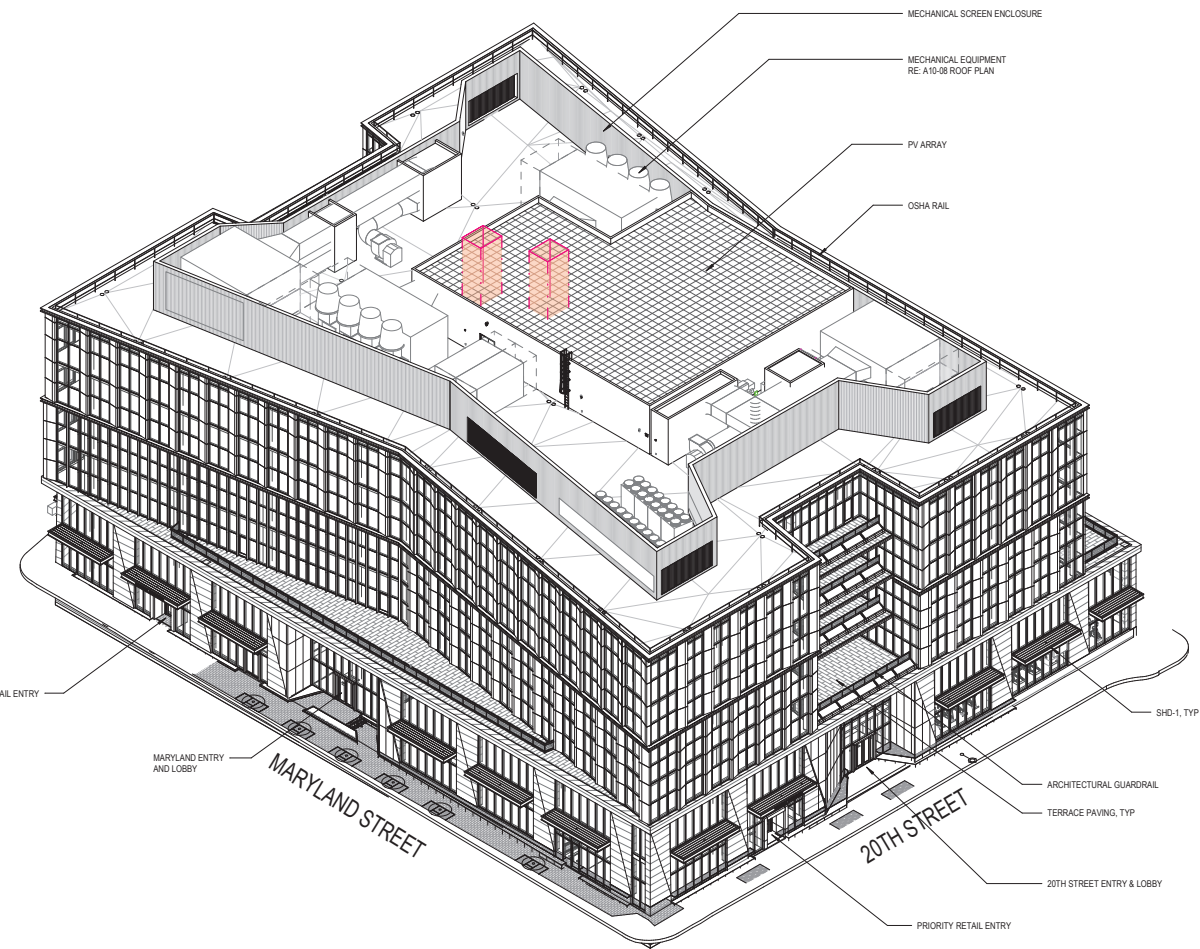 MECHANICAL SCREEN ENCLOSURE
MECHANICAL EQUIPMENT
RE: A10-08 ROOF PLAN
PV ARRAY
OSHA RAIL
AIL ENTRY
MARYLAND ENTRY
AND LOBBY
MARYLAND STREET
SHD-1, TYP
ARCHITECTURAL GUARDRAIL
TERRACE PAVING, TYP
20TH STREET
20TH STREET ENTRY & LOBBY
PRIORITY RETAIL ENTRY